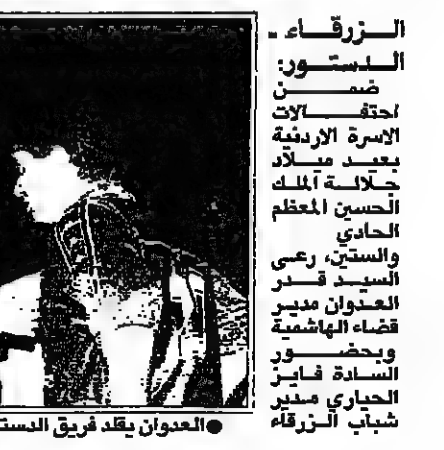 الزرقاء -
الدستور:
ضمن
احتفالات
الاسرة الاردنية
بعيد ميلاد
جلالة الملك
الحسين المعظم
الحادي
والستين، رعى
السيد قدر
العدوان مدير
قضاء الهاشمية
وبحضور
السادة فايز
الحياري مدير
شباب الزرقاء
●العدوان يقلد فريق الدست